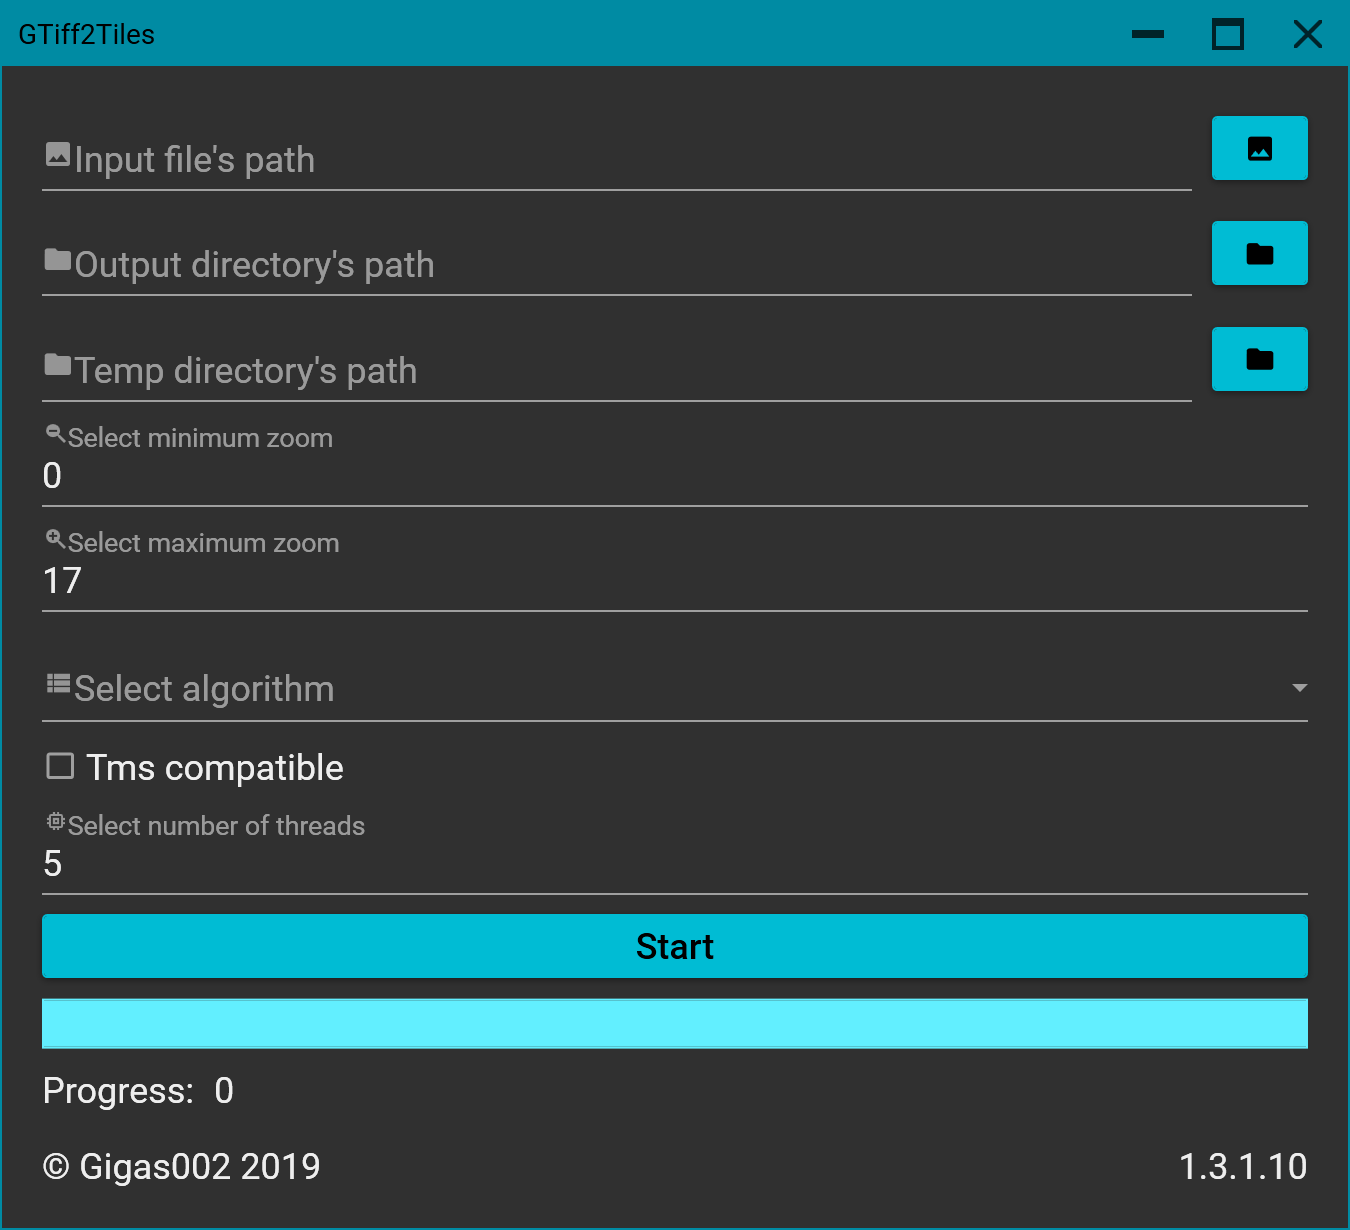 GTiff2Tiles
Input file's path
Output directory's path
Temp directory's path
Select minimum zoom
0
Select maximum zoom
17
Select algorithm
Tms compatible
Select number of threads
5
Start
Progress: 0
© Gigas002 2019 1.3.1.10